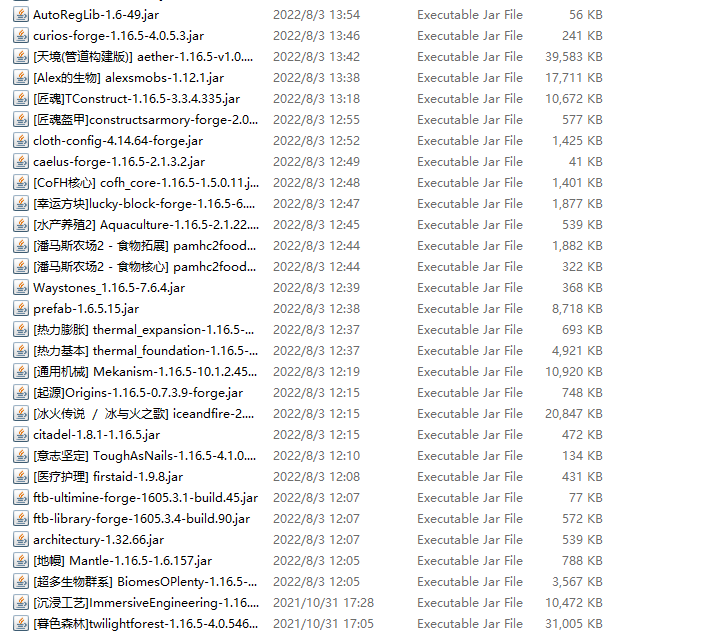 AutoRegLib-1.6-49.jar 2022/8/3 13:54 Executable Jar File 56 KB
curios-forge-1.16.5-4.0.5.3.jar 2022/8/3 13:46 Executable Jar File 241 KB
[天境(管道构建版)] aether-1.16.5-v1.0.... 2022/8/3 13:42 Executable Jar File 39,583 KB
[Alex的生物] alexsmobs-1.12.1.jar 2022/8/3 13:38 Executable Jar File 17,711 KB
[匠魂]TConstruct-1.16.5-3.3.4.335.jar 2022/8/3 13:18 Executable Jar File 10,672 KB
[匠魂盔甲]constructsarmory-forge-2.0... 2022/8/3 12:55 Executable Jar File 577 KB
cloth-config-4.14.64-forge.jar 2022/8/3 12:52 Executable Jar File 1,425 KB
caelus-forge-1.16.5-2.1.3.2.jar 2022/8/3 12:49 Executable Jar File 41 KB
[CoFH核心] cofh_core-1.16.5-1.5.0.11.j... 2022/8/3 12:48 Executable Jar File 1,401 KB
[幸运方块]lucky-block-forge-1.16.5-6.... 2022/8/3 12:47 Executable Jar File 1,877 KB
[水产养殖2] Aquaculture-1.16.5-2.1.22.... 2022/8/3 12:45 Executable Jar File 539 KB
[潘马斯农场2 - 食物拓展] pamhc2food... 2022/8/3 12:44 Executable Jar File 1,882 KB
[潘马斯农场2 - 食物核心] pamhc2food... 2022/8/3 12:44 Executable Jar File 322 KB
Waystones_1.16.5-7.6.4.jar 2022/8/3 12:39 Executable Jar File 368 KB
prefab-1.6.5.15.jar 2022/8/3 12:38 Executable Jar File 8,718 KB
[热力膨胀] thermal_expansion-1.16.5-... 2022/8/3 12:37 Executable Jar File 693 KB
[热力基本] thermal_foundation-1.16.5-... 2022/8/3 12:37 Executable Jar File 4,921 KB
[通用机械] Mekanism-1.16.5-10.1.2.45... 2022/8/3 12:19 Executable Jar File 10,920 KB
[起源]Origins-1.16.5-0.7.3.9-forge.jar 2022/8/3 12:15 Executable Jar File 748 KB
[冰火传说 / 冰与火之歌] iceandfire-2.... 2022/8/3 12:15 Executable Jar File 20,847 KB
citadel-1.8.1-1.16.5.jar 2022/8/3 12:15 Executable Jar File 472 KB
[意志坚定] ToughAsNails-1.16.5-4.1.0.... 2022/8/3 12:10 Executable Jar File 134 KB
[医疗护理] firstaid-1.9.8.jar 2022/8/3 12:08 Executable Jar File 431 KB
ftb-ultimine-forge-1605.3.1-build.45.jar 2022/8/3 12:07 Executable Jar File 77 KB
ftb-library-forge-1605.3.4-build.90.jar 2022/8/3 12:07 Executable Jar File 572 KB
architectury-1.32.66.jar 2022/8/3 12:07 Executable Jar File 539 KB
[地幔] Mantle-1.16.5-1.6.157.jar 2022/8/3 12:05 Executable Jar File 788 KB
[超多生物群系] BiomesOPlenty-1.16.5-... 2022/8/3 12:05 Executable Jar File 3,567 KB
[沉浸工艺]ImmersiveEngineering-1.16.... 2021/10/31 17:28 Executable Jar File 10,472 KB
[暮色森林]twilightforest-1.16.5-4.0.546... 2021/10/31 17:05 Executable Jar File 31,005 KB